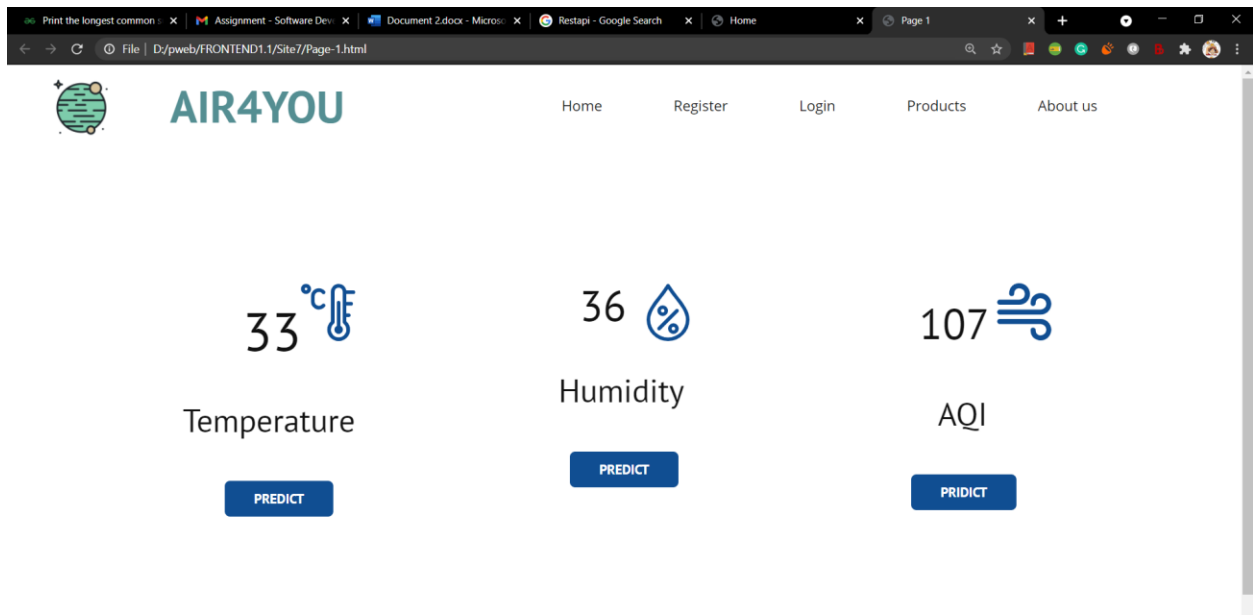 Print the longest common s
Assignment - Software Deve
Document 2.docx - Microso
Restapi - Google Search
Home
Page 1
File | D:/pweb/FRONTEND1.1/Site7/Page-1.html
AIR4YOU
Home Register Login Products About us
33 °C
36 %
107
Temperature
Humidity
AQI
PREDICT
PREDICT
PRIDICT